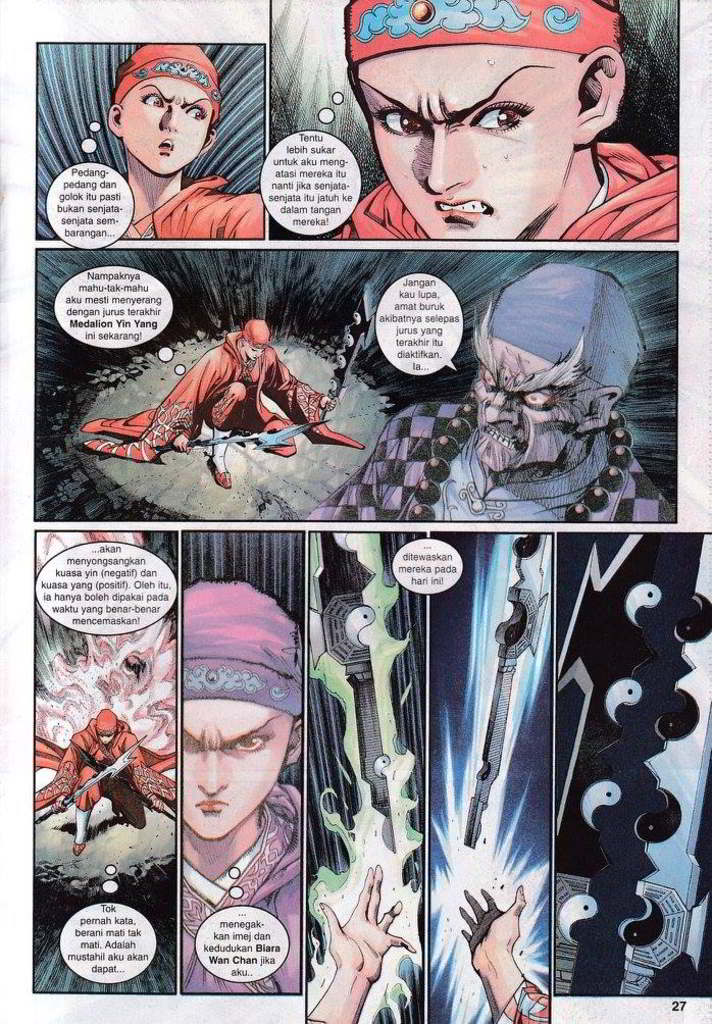 Pedang-
pedang dan
golok itu pasti
bukan senjata-
senjata sem-
barangan...
Tentu
lebih sukar
untuk aku meng-
atasi mereka itu
nanti jika senjata-
senjata itu jatuh ke
dalam tangan
mereka!
Nampaknya
mahu-tak-mahu
aku mesti menyerang
dengan jurus terakhir
Medalion Yin Yang
ini sekarang!
Jangan
kau lupa,
amat buruk
akibatnya selepas
jurus yang
terakhir itu
diaktifkan.
Ia...
...akan
menyongsangkan
kuasa yin (negatif) dan
kuasa yang (positif). Oleh itu,
ia hanya boleh dipakai pada
waktu yang benar-benar
mencemaskan!
Tok
pernah kata,
berani mati tak
mati. Adalah
mustahil aku akan
dapat...
...
menegak-
kan imej dan
kedudukan Biara
Wan Chan jika
aku..
...
ditewaskan
mereka pada
hari ini!
27